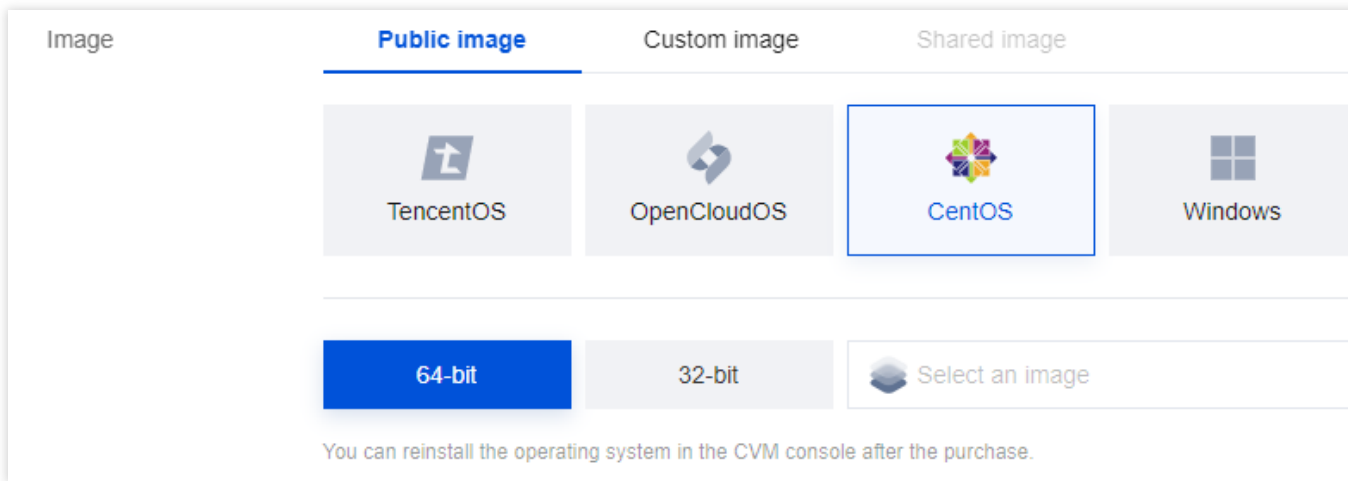 Image
Public image
Custom image
Shared image
TencentOS
OpenCloudOS
CentOS
Windows
64-bit
32-bit
Select an image
You can reinstall the operating system in the CVM console after the purchase.